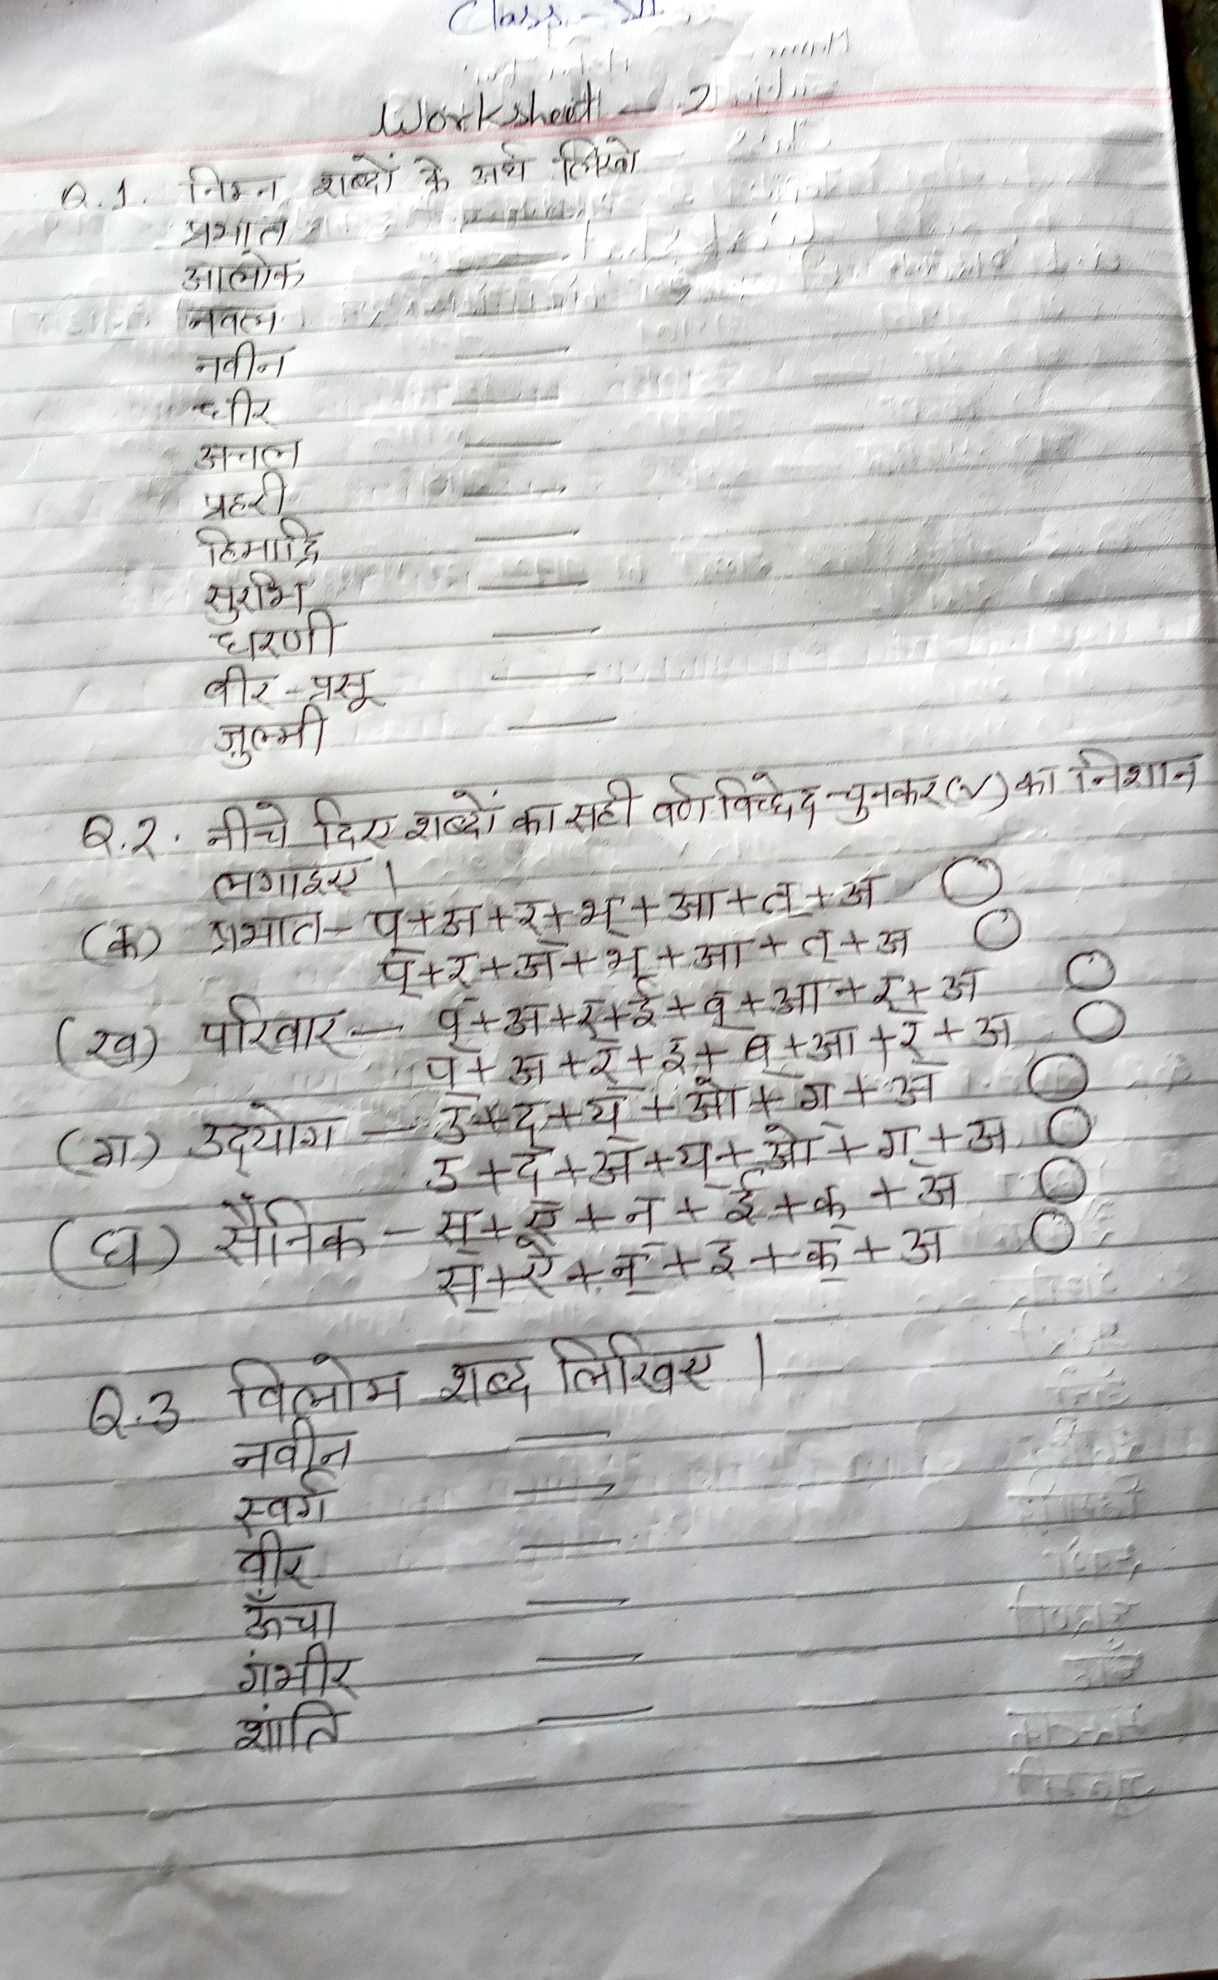 Class -
Worksheet - 2
Q.1. निम्न शब्दों के अर्थ लिखो
प्रभात
आलोक
नवल
नवीन
धीर
अचल
प्रहरी
हिमाद्रि
सुरभि
धरणी
वीर-प्रसू
ज़ुल्मी
Q.2. नीचे दिए शब्दों का सही वर्ण विच्छेद चुनकर (✓) का निशान
लगाइए।
(क) प्रभात - प्+अ+र्+भ्+आ+त्+अ
प्+र्+अ+भ्+आ+त्+अ
(ख) परिवार - प्+अ+र्+ई+व्+आ+र्+अ
प्+अ+र्+इ+व्+आ+र्+अ
(ग) उद्योग - उ+द्+य्+ओ+ग्+अ
उ+द्+अ+य्+ओ+ग्+अ
(घ) सैनिक - स्+ए+न्+ई+क्+अ
स्+ऐ+न्+इ+क्+अ
Q.3 विलोम शब्द लिखिए।
नवीन
स्वर्ग
वीर
ऊँचा
गंभीर
शांति